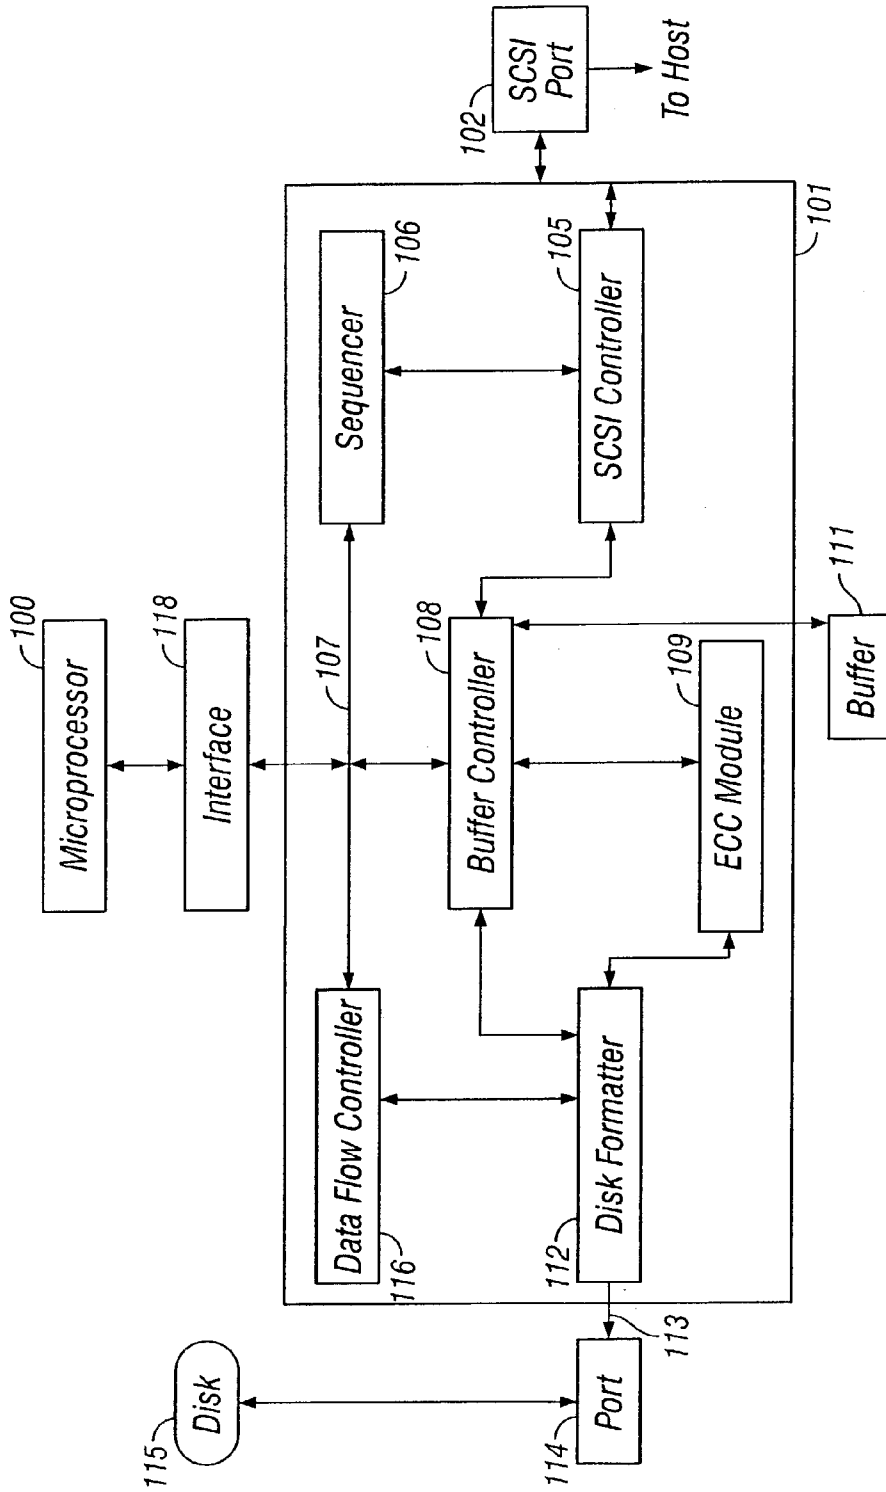 100
Microprocessor
118
Interface
115
Disk
116
Data Flow Controller
107
106
Sequencer
108
Buffer Controller
102
SCSI
Port
To Host
112
Disk Formatter
105
SCSI Controller
113
114
Port
109
ECC Module
101
111
Buffer